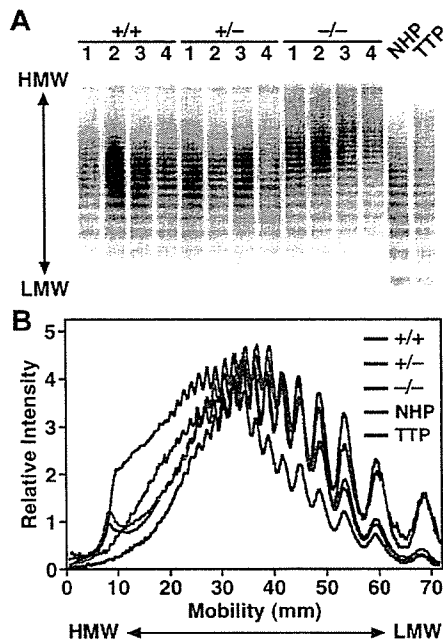 A
+/+ +/− −/−
1 2 3 4 1 2 3 4 1 2 3 4 NHP TTP
HMW
LMW
B
Relative Intensity
5
4
3
2
1
0
+/+
+/−
−/−
NHP
TTP
0 10 20 30 40 50 60 70
Mobility (mm)
HMW LMW